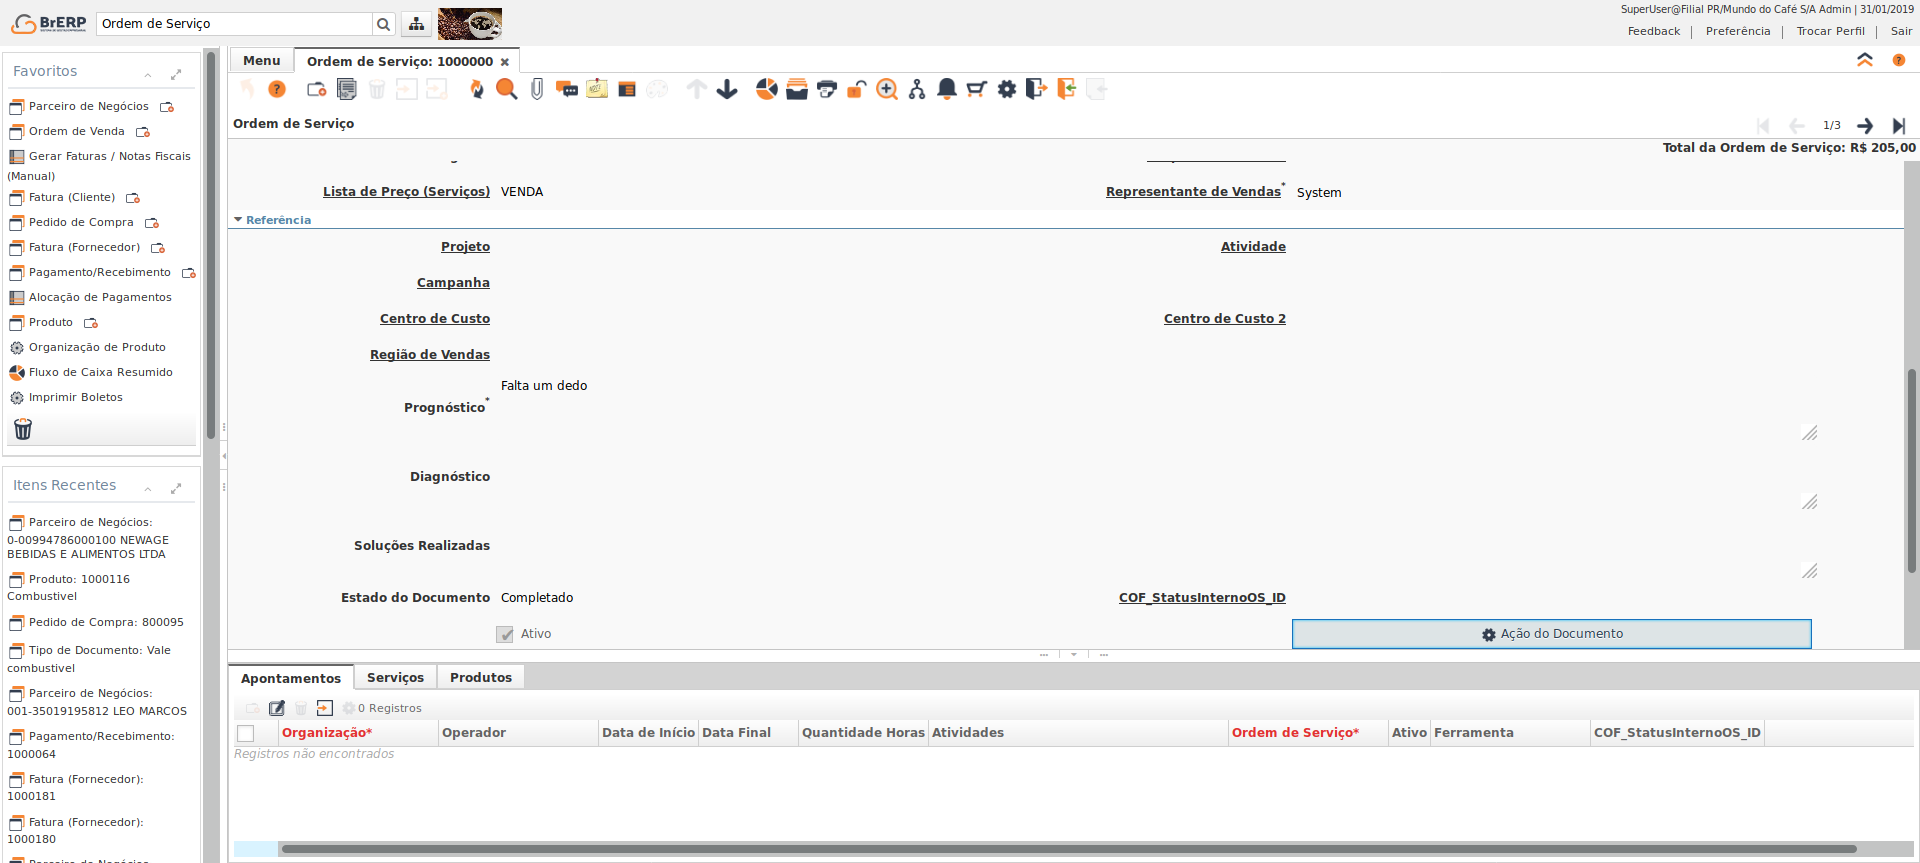 BrERP
Ordem de Serviço
SuperUser@Filial PR/Mundo do Café S/A Admin | 31/01/2019
Feedback | Preferência | Trocar Perfil | Sair
Favoritos
Parceiro de Negócios
Ordem de Venda
Gerar Faturas / Notas Fiscais
(Manual)
Fatura (Cliente)
Pedido de Compra
Fatura (Fornecedor)
Pagamento/Recebimento
Alocação de Pagamentos
Produto
Organização de Produto
Fluxo de Caixa Resumido
Imprimir Boletos
Itens Recentes
Parceiro de Negócios:
0-00994786000100 NEWAGE
BEBIDAS E ALIMENTOS LTDA
Produto: 1000116
Combustivel
Pedido de Compra: 800095
Tipo de Documento: Vale
combustivel
Parceiro de Negócios:
001-35019195812 LEO MARCOS
Pagamento/Recebimento:
1000064
Fatura (Fornecedor):
1000181
Fatura (Fornecedor):
1000180
Menu
Ordem de Serviço: 1000000
Ordem de Serviço
1/3
Total da Ordem de Serviço: R$ 205,00
Lista de Preço (Serviços) VENDA
Representante de Vendas* System
Referência
Projeto
Atividade
Campanha
Centro de Custo
Centro de Custo 2
Região de Vendas
Prognóstico* Falta um dedo
Diagnóstico
Soluções Realizadas
Estado do Documento Completado
COF_StatusInternoOS_ID
Ativo
Ação do Documento
Apontamentos Serviços Produtos
0 Registros
Organização* Operador Data de Início Data Final Quantidade Horas Atividades Ordem de Serviço* Ativo Ferramenta COF_StatusInternoOS_ID
Registros não encontrados